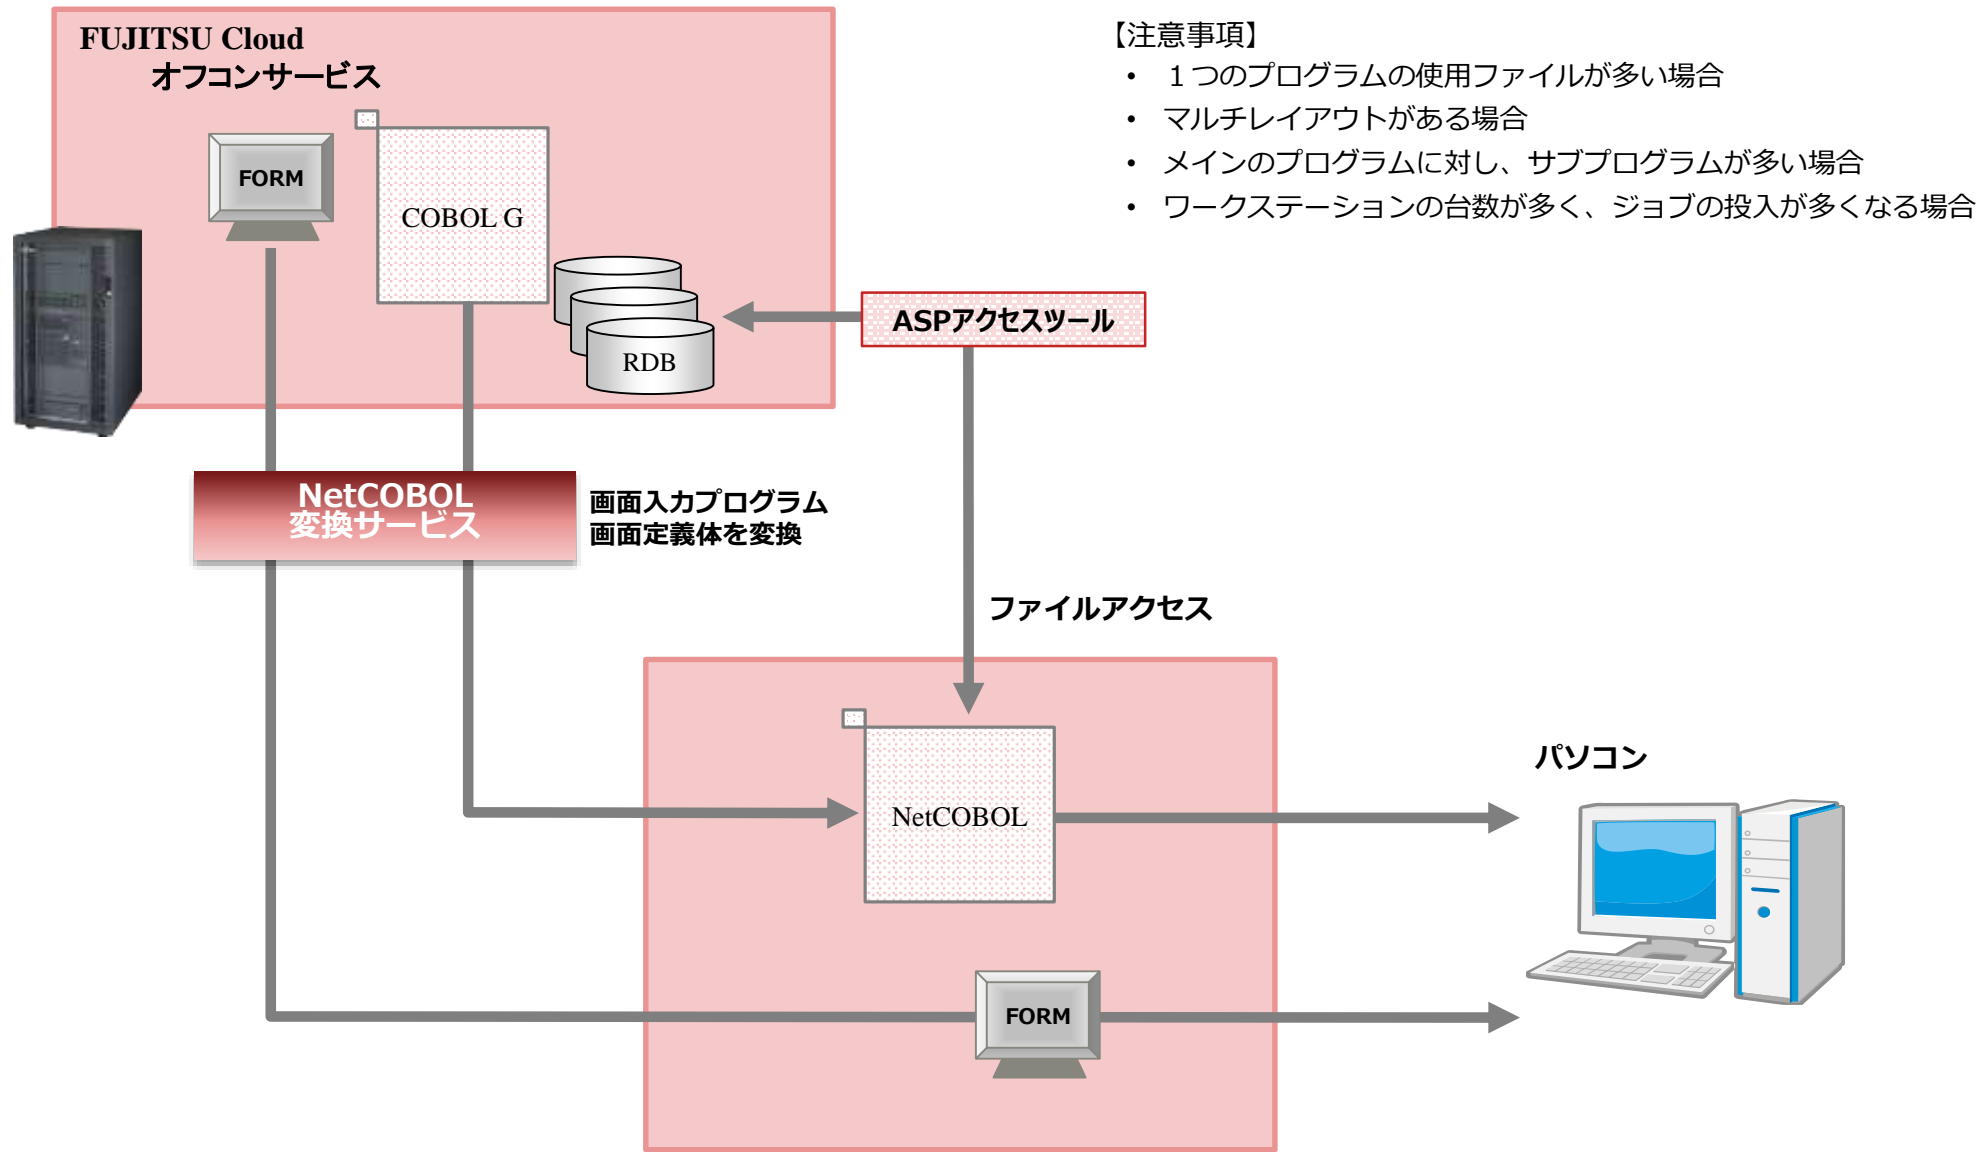 FUJITSU Cloud
オフコンサービス
FORM
COBOL G
RDB
ASPアクセスツール
【注意事項】
• １つのプログラムの使用ファイルが多い場合
• マルチレイアウトがある場合
• メインのプログラムに対し、サブプログラムが多い場合
• ワークステーションの台数が多く、ジョブの投入が多くなる場合
NetCOBOL
変換サービス
画面入力プログラム
画面定義体を変換
ファイルアクセス
NetCOBOL
パソコン
FORM